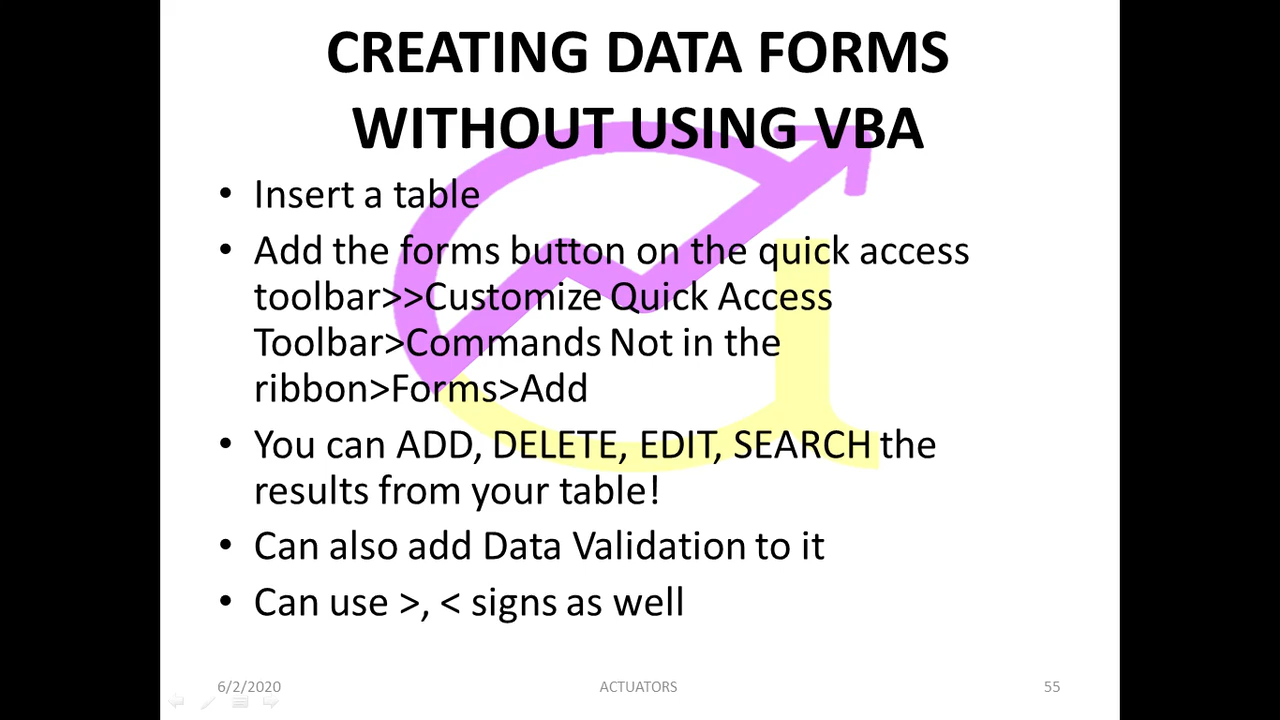 CREATING DATA FORMS
WITHOUT USING VBA
• Insert a table
• Add the forms button on the quick access
toolbar>>Customize Quick Access
Toolbar>Commands Not in the
ribbon>Forms>Add
• You can ADD, DELETE, EDIT, SEARCH the
results from your table!
• Can also add Data Validation to it
• Can use >, < signs as well
6/2/2020 ACTUATORS 55